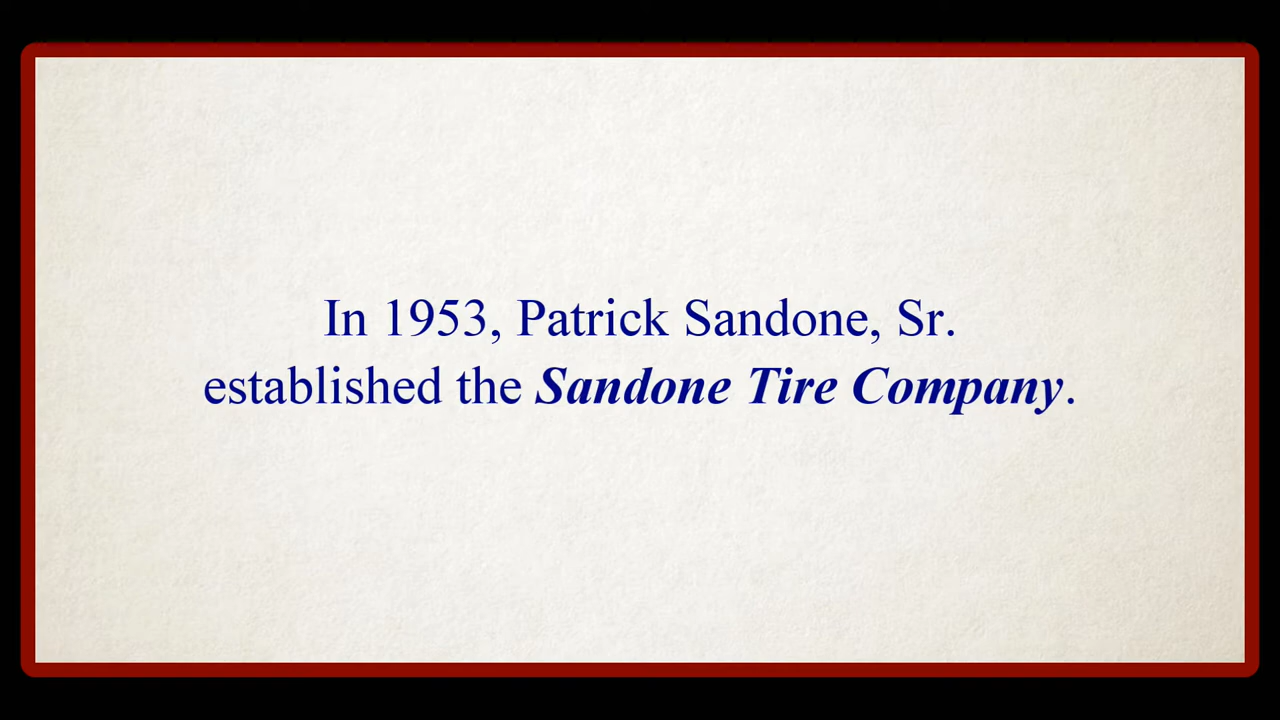 In 1953, Patrick Sandone, Sr.
established the Sandone Tire Company.